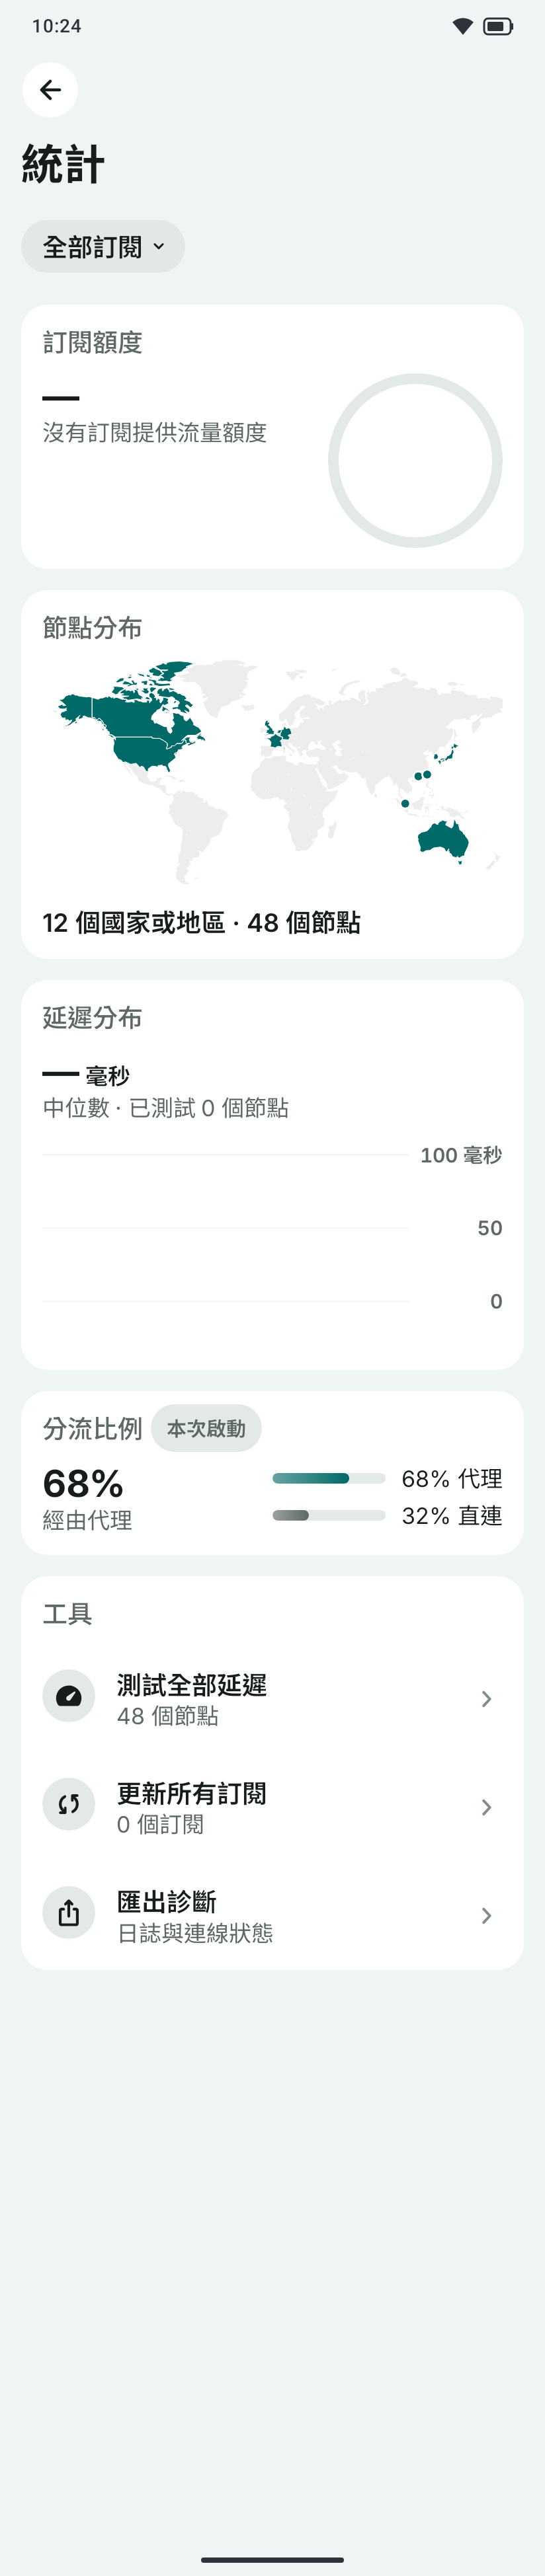 10:24
統計
全部訂閱
訂閱額度
—
沒有訂閱提供流量額度
節點分布
12 個國家或地區 · 48 個節點
延遲分布
— 毫秒
中位數 · 已測試 0 個節點
100 毫秒
50
0
分流比例 本次啟動
68%
經由代理
68% 代理
32% 直連
工具
測試全部延遲
48 個節點
更新所有訂閱
0 個訂閱
匯出診斷
日誌與連線狀態